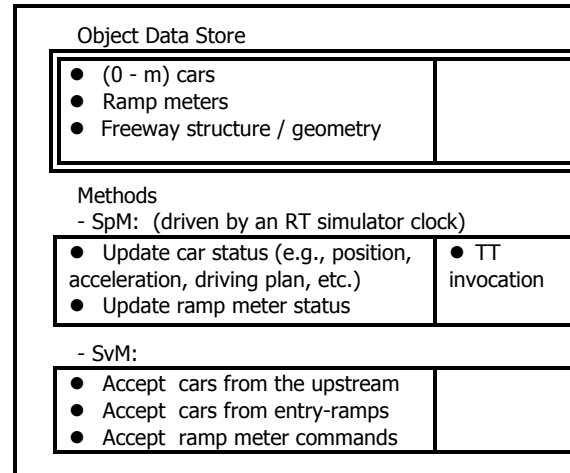 Object Data Store
● (0 - m) cars
● Ramp meters
● Freeway structure / geometry
Methods
- SpM: (driven by an RT simulator clock)
● Update car status (e.g., position,
acceleration, driving plan, etc.)
● Update ramp meter status
● TT
invocation
- SvM:
● Accept cars from the upstream
● Accept cars from entry-ramps
● Accept ramp meter commands